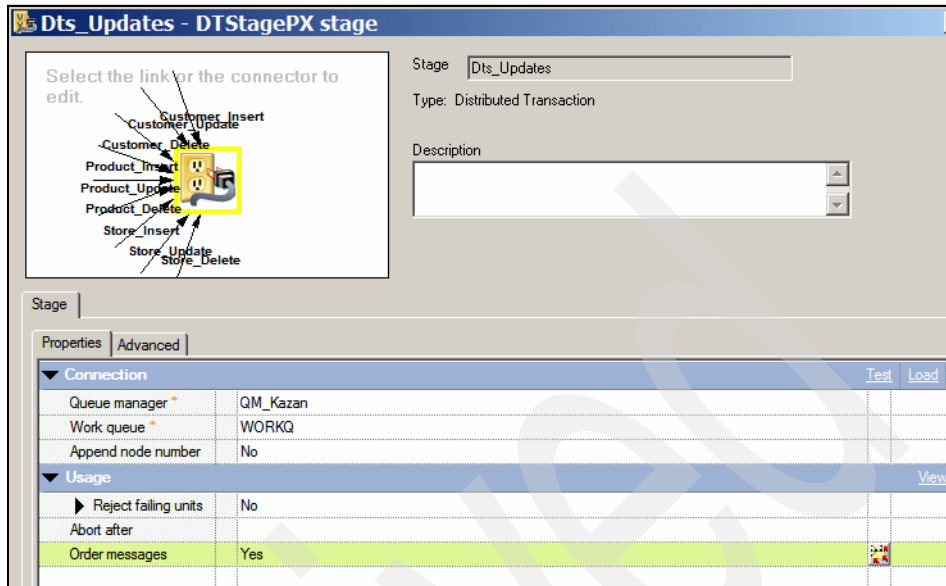 Dts_Updates - DTStagePX stage
Select the link or the connector to
edit.
Customer_Insert
Customer_Update
Customer_Delete
Product_Insert
Product_Update
Product_Delete
Store_Insert
Store_Update
Store_Delete
Stage Dts_Updates
Type: Distributed Transaction
Description
Stage
Properties Advanced
Connection Test Load
Queue manager * QM_Kazan
Work queue * WORKQ
Append node number No
Usage View
Reject failing units No
Abort after
Order messages Yes